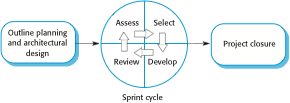 Outline planning
and architectural
design
Assess
Select
Review
Develop
Project closure
Sprint cycle